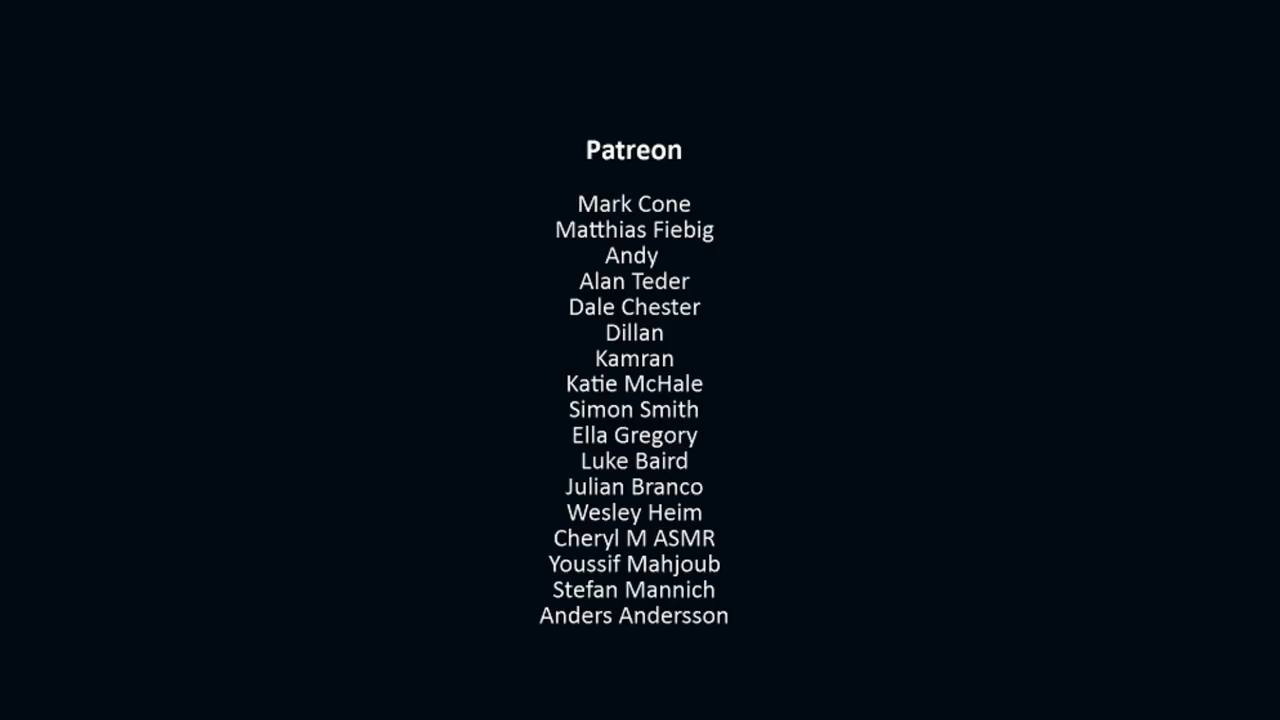 Patreon
Mark Cone
Matthias Fiebig
Andy
Alan Teder
Dale Chester
Dillan
Kamran
Katie McHale
Simon Smith
Ella Gregory
Luke Baird
Julian Branco
Wesley Heim
Cheryl M ASMR
Youssif Mahjoub
Stefan Mannich
Anders Andersson